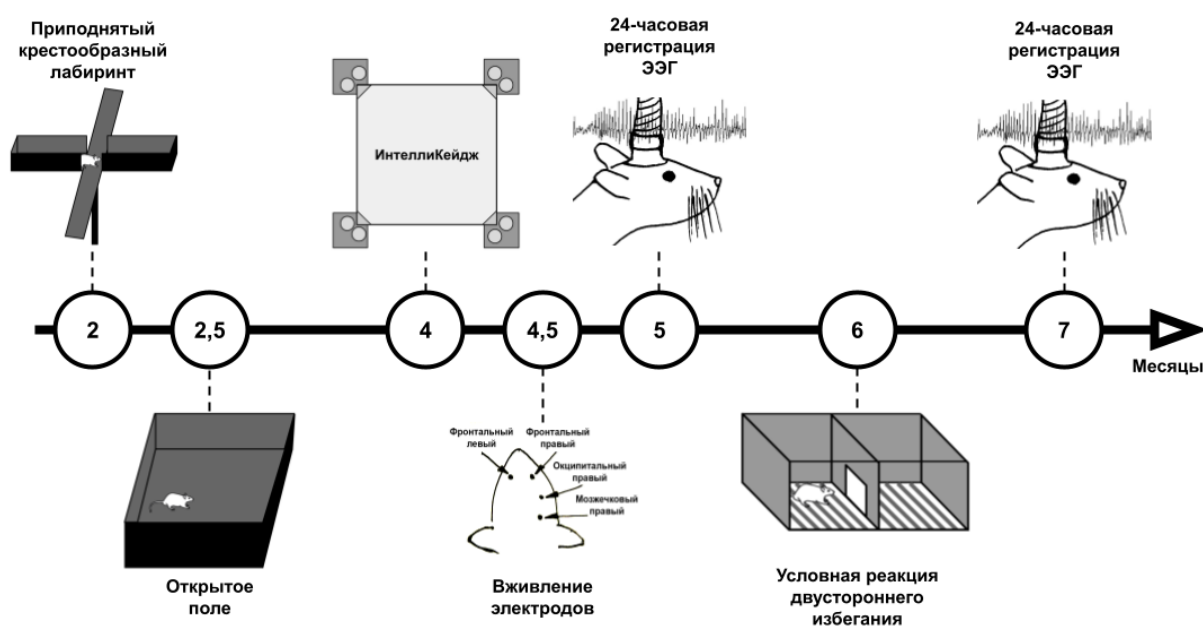 Приподнятый
крестообразный
лабиринт
24-часовая
регистрация
ЭЭГ
24-часовая
регистрация
ЭЭГ
ИнтеллиКейдж
2
2,5
4
4,5
5
6
7
Месяцы
Фронтальный
левый
Фронтальный
правый
Окципитальный
правый
Мозжечковый
правый
Открытое
поле
Вживление
электродов
Условная реакция
двустороннего
избегания